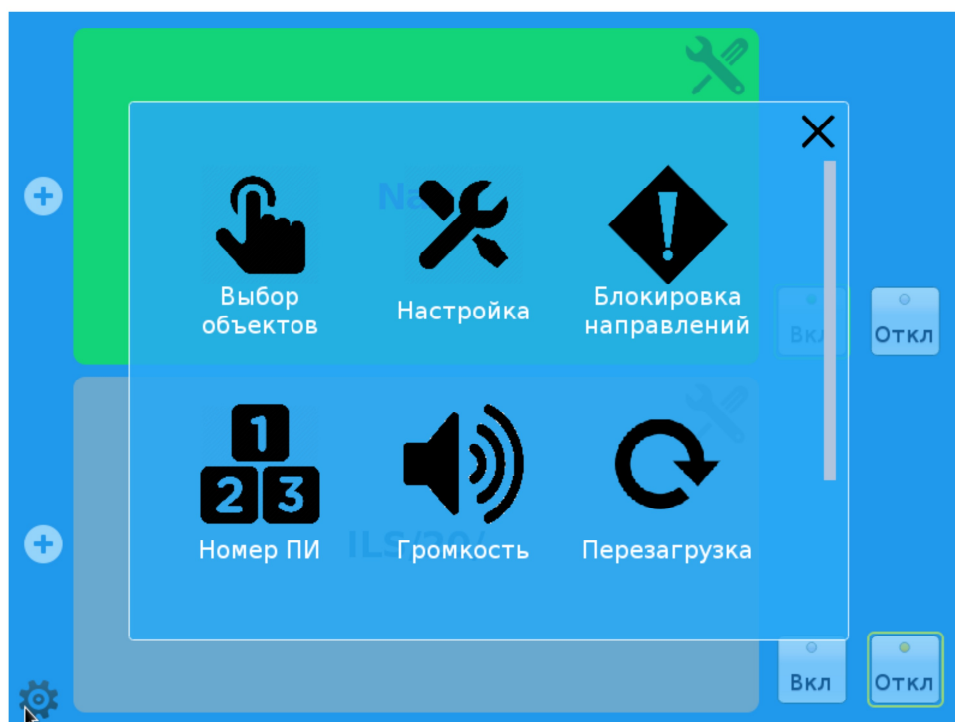 Выбор
объектов
Настройка
Блокировка
направлений
Вкл
Откл
1
2 3
Номер ПИ
Громкость
Перезагрузка
Вкл
Откл